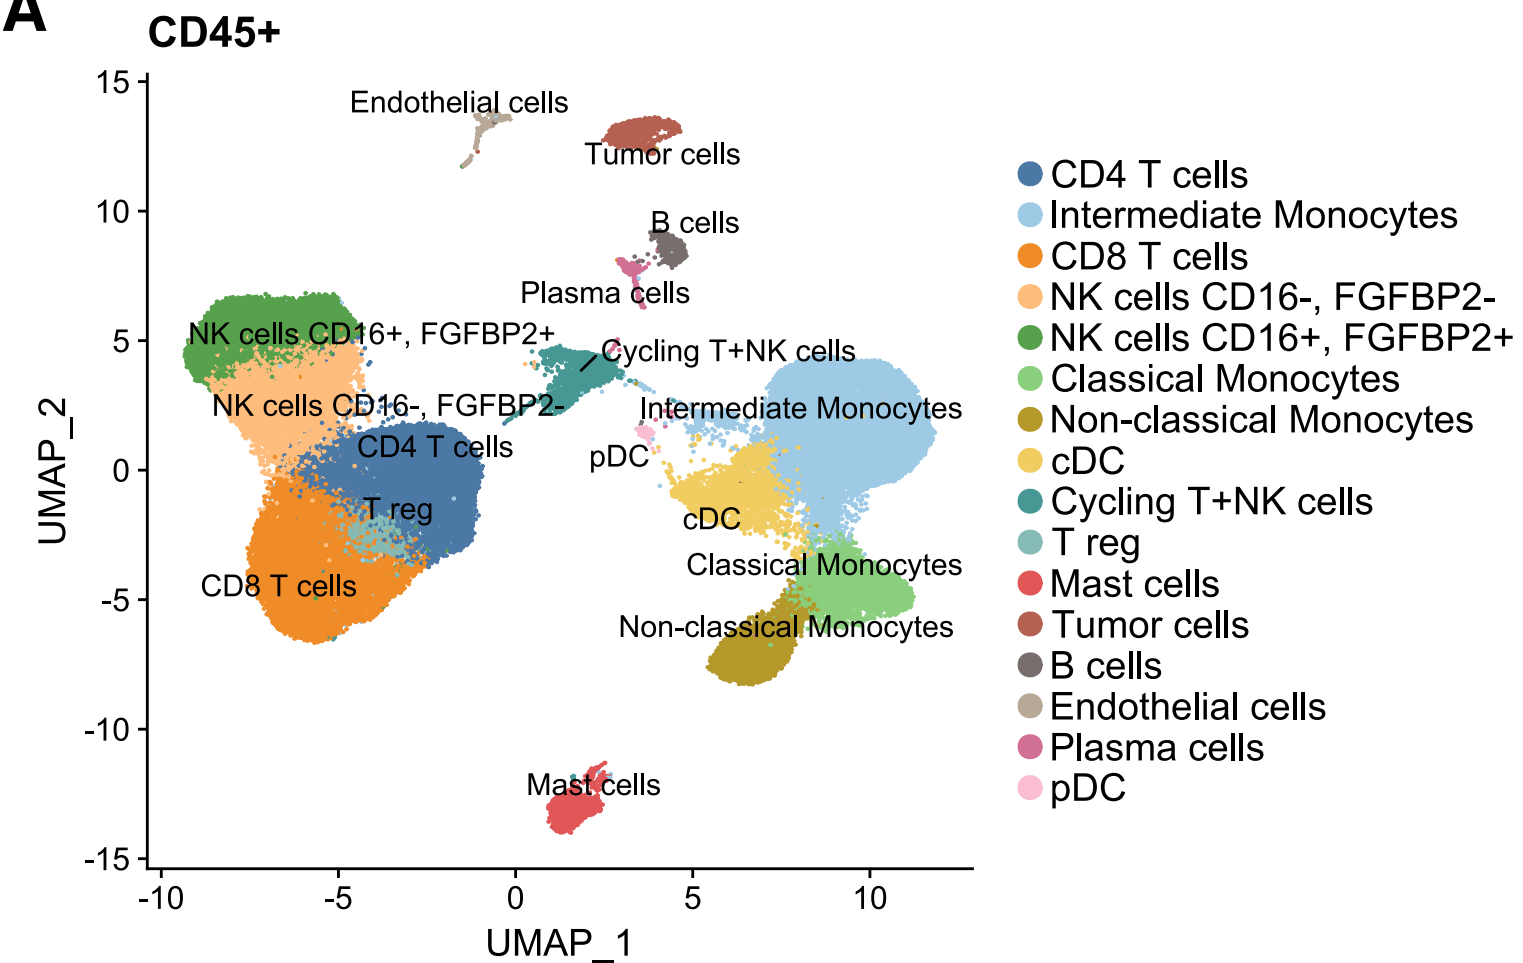 A
CD45+
15
10
5
0
-5
-10
-15
UMAP_2
-10
-5
0
5
10
UMAP_1
Endothelial cells
Tumor cells
B cells
Plasma cells
NK cells CD16+, FGFBP2+
Cycling T+NK cells
NK cells CD16-, FGFBP2-
Intermediate Monocytes
CD4 T cells
pDC
T reg
cDC
Classical Monocytes
CD8 T cells
Non-classical Monocytes
Mast cells
CD4 T cells
Intermediate Monocytes
CD8 T cells
NK cells CD16-, FGFBP2-
NK cells CD16+, FGFBP2+
Classical Monocytes
Non-classical Monocytes
cDC
Cycling T+NK cells
T reg
Mast cells
Tumor cells
B cells
Endothelial cells
Plasma cells
pDC